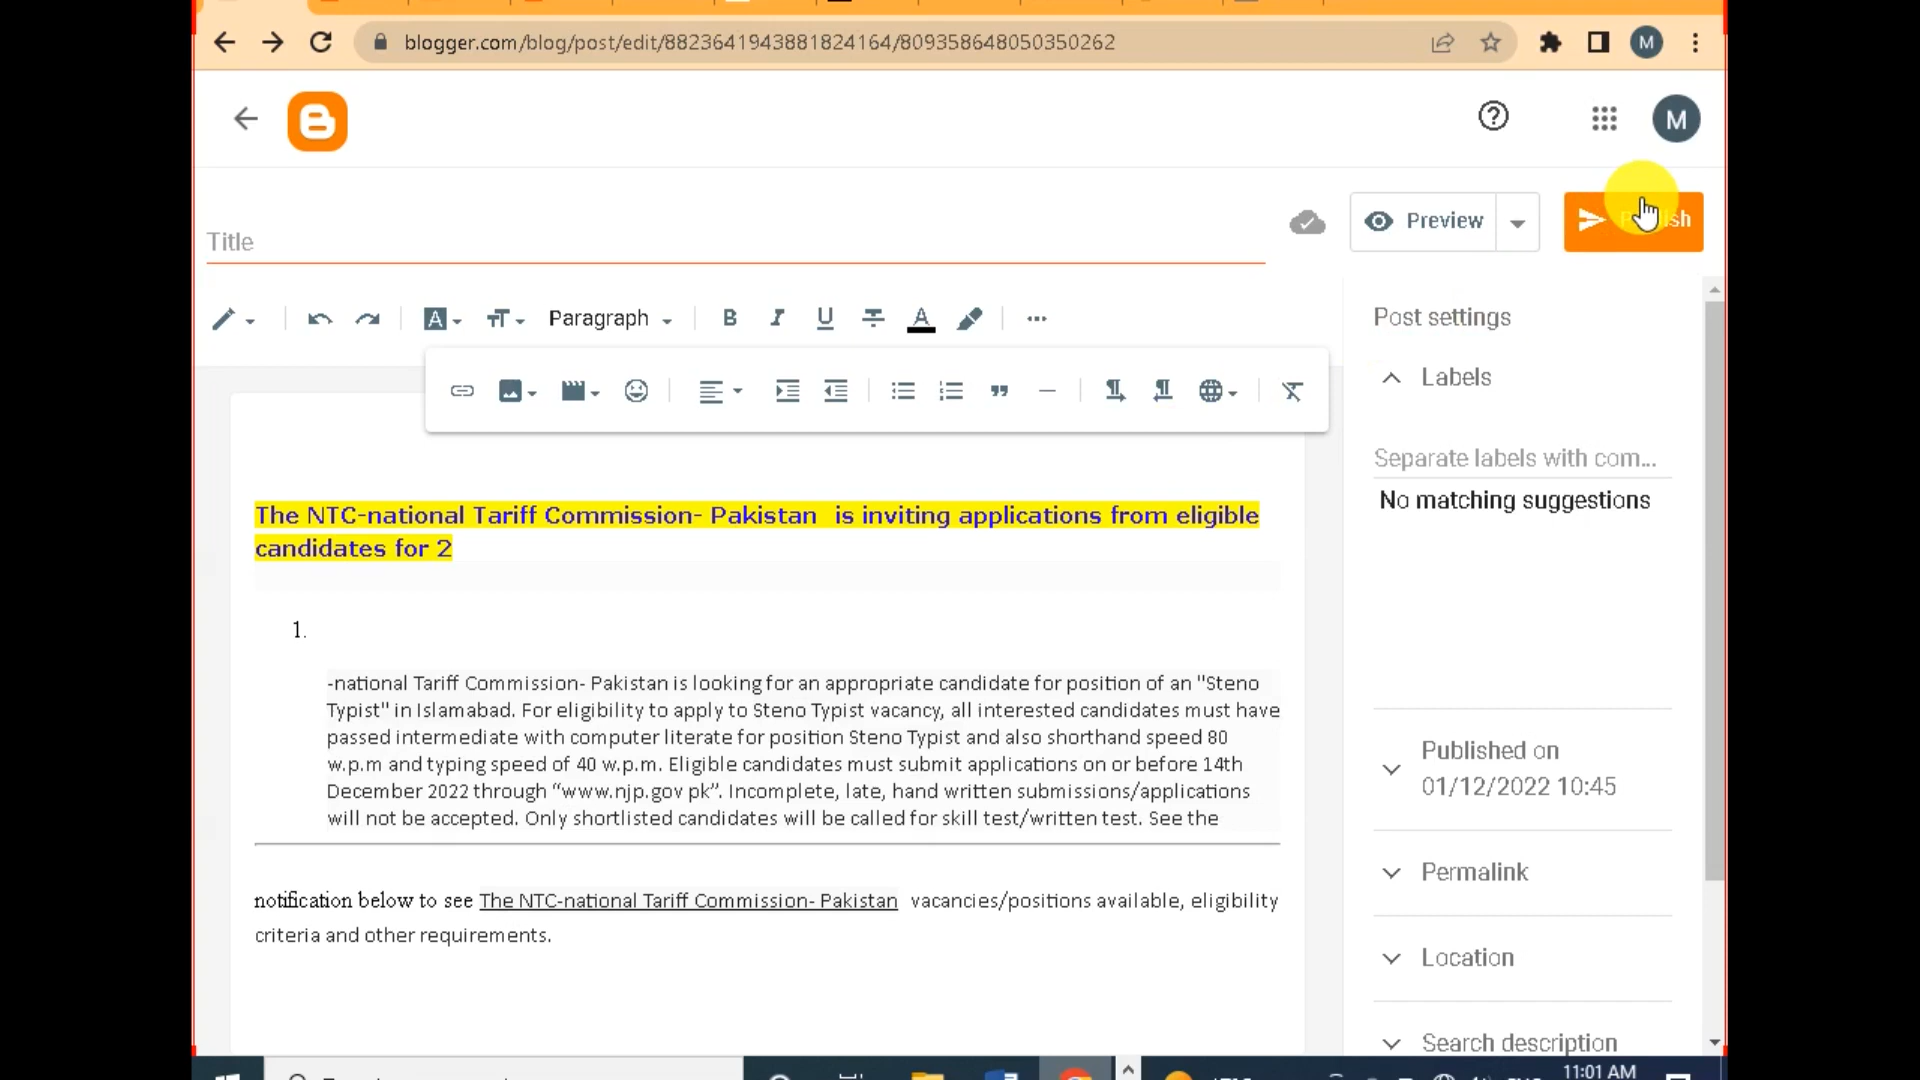 blogger.com/blog/post/edit/8823641943881824164/809358648050350262
M
M
Title
Preview
Paragraph
Post settings
Labels
Separate labels with com...
No matching suggestions
The NTC-national Tariff Commission- Pakistan is inviting applications from eligible
candidates for 2
1.
-national Tariff Commission- Pakistan is looking for an appropriate candidate for position of an "Steno
Typist" in Islamabad. For eligibility to apply to Steno Typist vacancy, all interested candidates must have
passed intermediate with computer literate for position Steno Typist and also shorthand speed 80
w.p.m and typing speed of 40 w.p.m. Eligible candidates must submit applications on or before 14th
December 2022 through “www.njp.gov pk”. Incomplete, late, hand written submissions/applications
will not be accepted. Only shortlisted candidates will be called for skill test/written test. See the
notification below to see The NTC-national Tariff Commission- Pakistan vacancies/positions available, eligibility
criteria and other requirements.
Published on
01/12/2022 10:45
Permalink
Location
Search description
11:01 AM